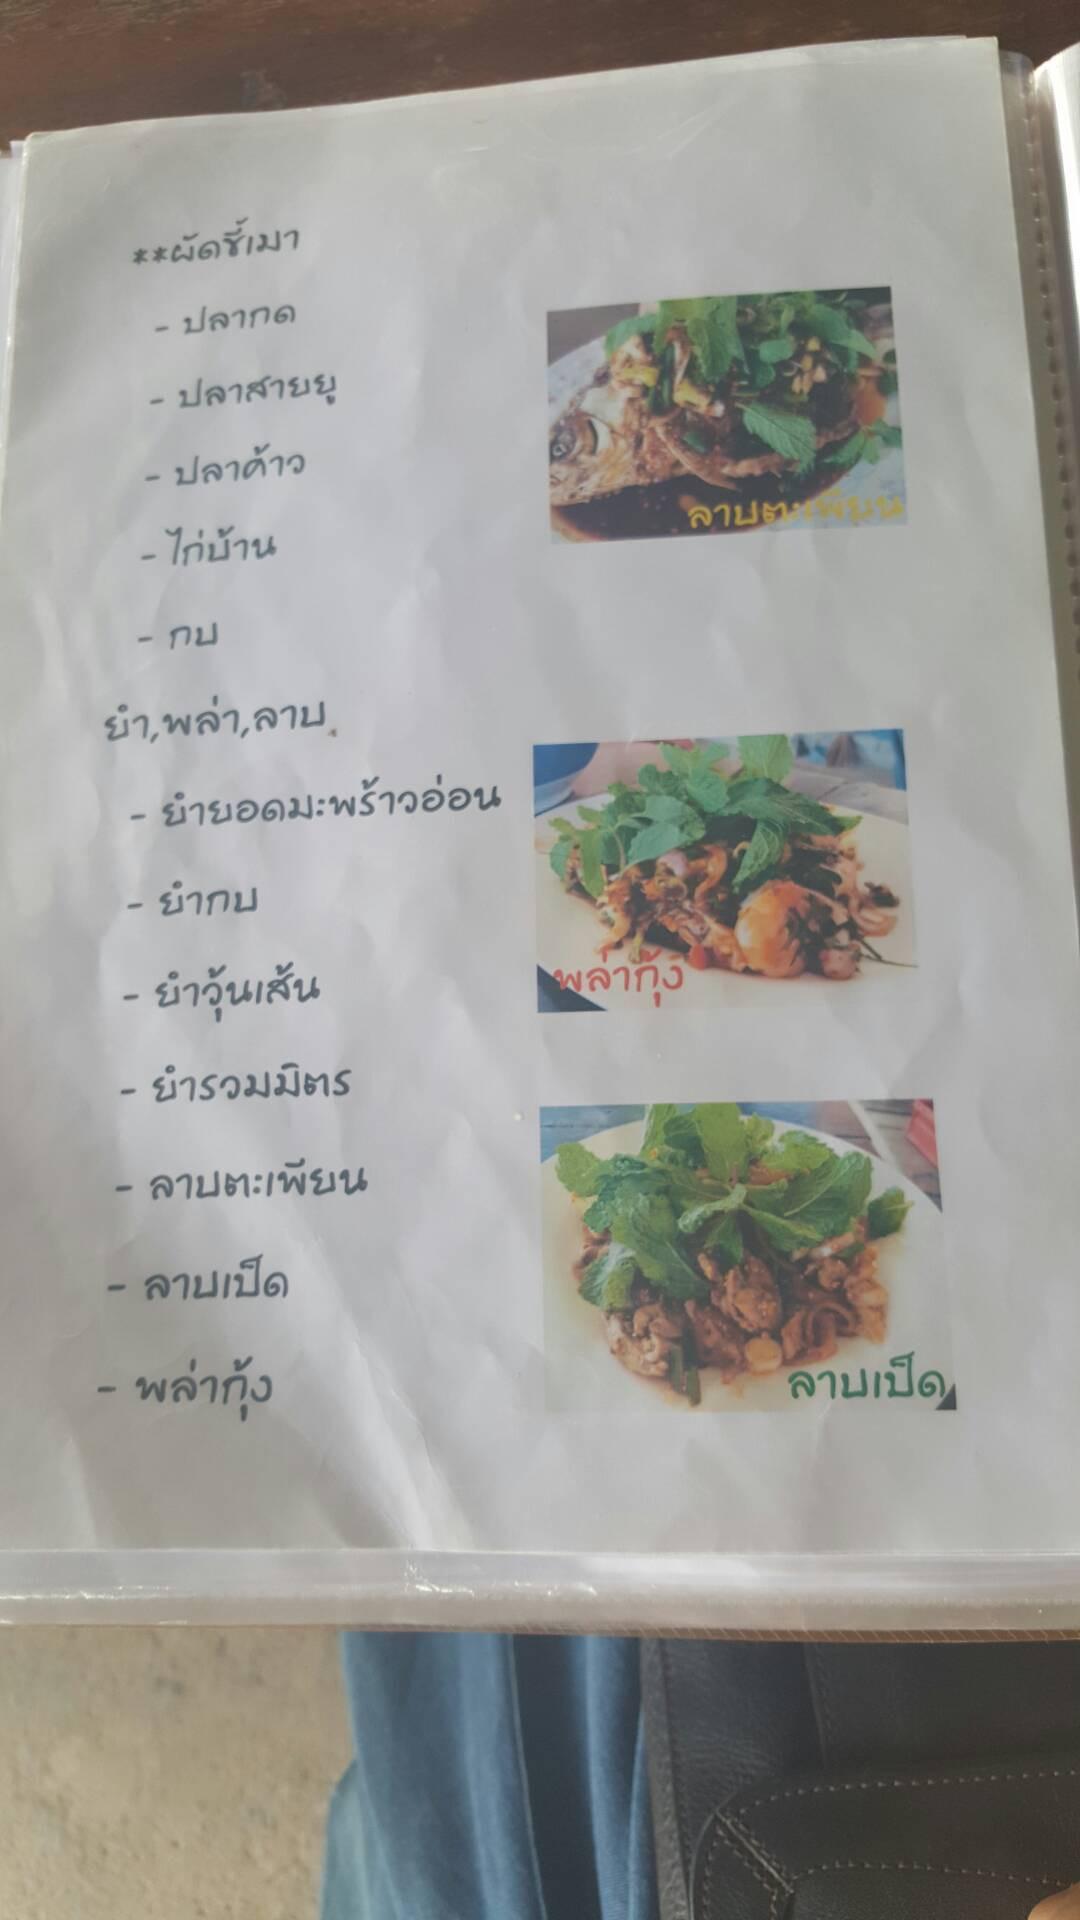 **ผัดขี้เมา
- ปลากด
- ปลาสายยู
- ปลาค้าว
- ไก่บ้าน
- กบ
ยำ,พล่า,ลาบ
- ยำยอดมะพร้าวอ่อน
- ยำกบ
- ยำวุ้นเส้น
- ยำรวมมิตร
- ลาบตะเพียน
- ลาบเป็ด
- พล่ากุ้ง
ลาบตะเพียน
พล่ากุ้ง
ลาบเป็ด